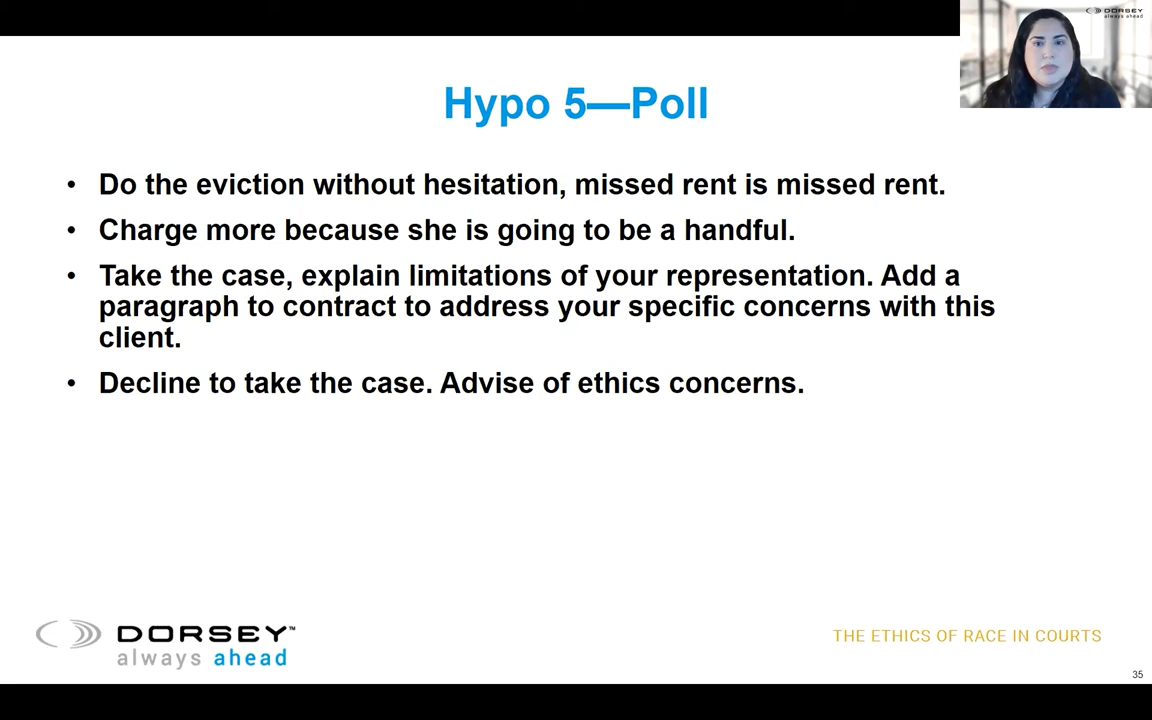 DORSEY
always ahead
Hypo 5—Poll
• Do the eviction without hesitation, missed rent is missed rent.
• Charge more because she is going to be a handful.
• Take the case, explain limitations of your representation. Add a
paragraph to contract to address your specific concerns with this
client.
• Decline to take the case. Advise of ethics concerns.
DORSEY™
always ahead
THE ETHICS OF RACE IN COURTS
35